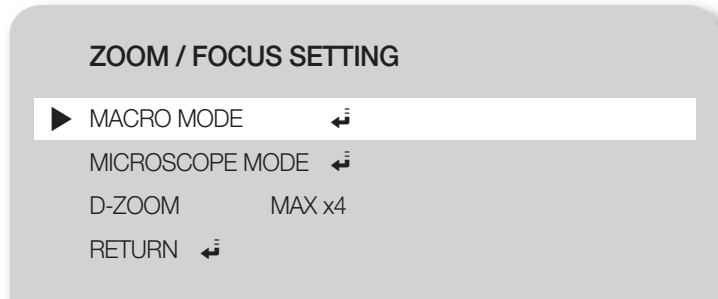 ZOOM / FOCUS SETTING
MACRO MODE
MICROSCOPE MODE
D-ZOOM MAX x4
RETURN